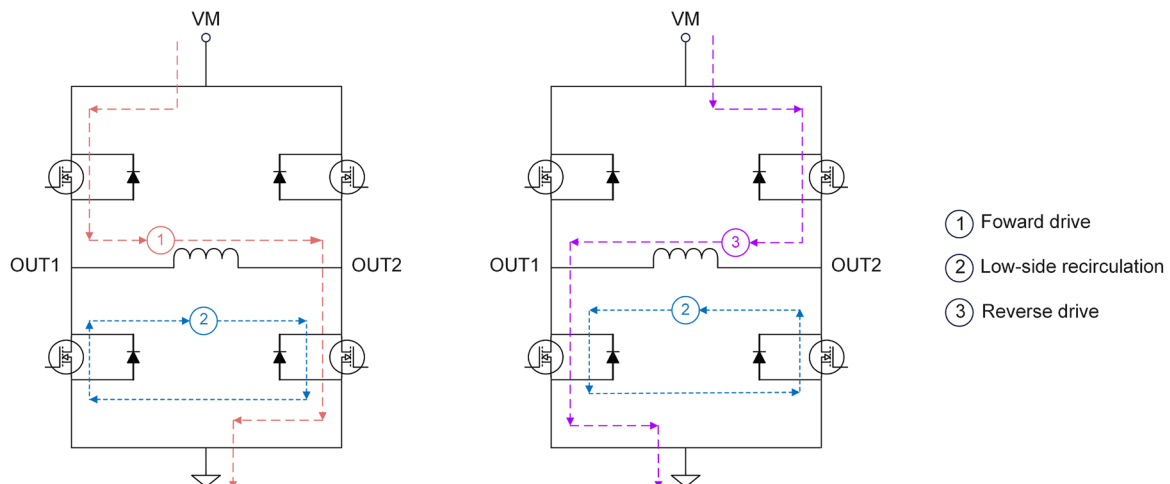 VM
VM
1
3
1 Foward drive
OUT1
OUT2
OUT1
OUT2
2 Low-side recirculation
2
2
3 Reverse drive